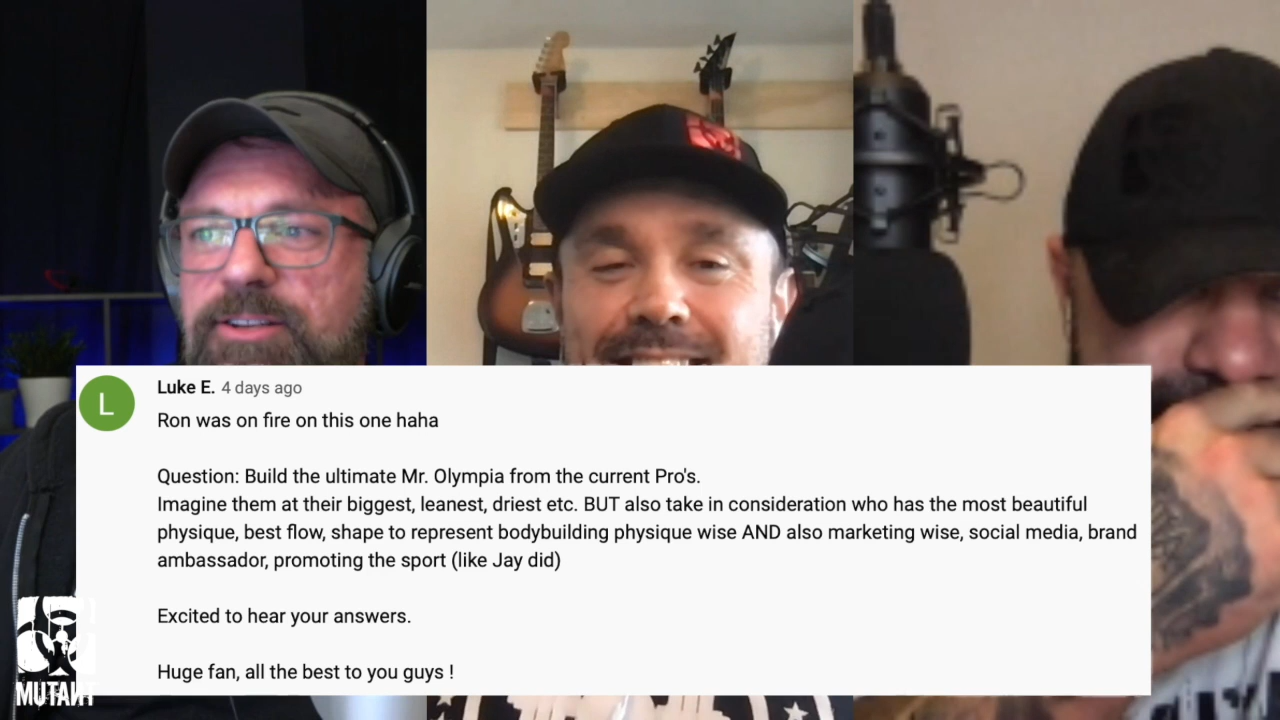 L
Luke E. 4 days ago
Ron was on fire on this one haha
Question: Build the ultimate Mr. Olympia from the current Pro's.
Imagine them at their biggest, leanest, driest etc. BUT also take in consideration who has the most beautiful
physique, best flow, shape to represent bodybuilding physique wise AND also marketing wise, social media, brand
ambassador, promoting the sport (like Jay did)
Excited to hear your answers.
Huge fan, all the best to you guys !
MUTANT